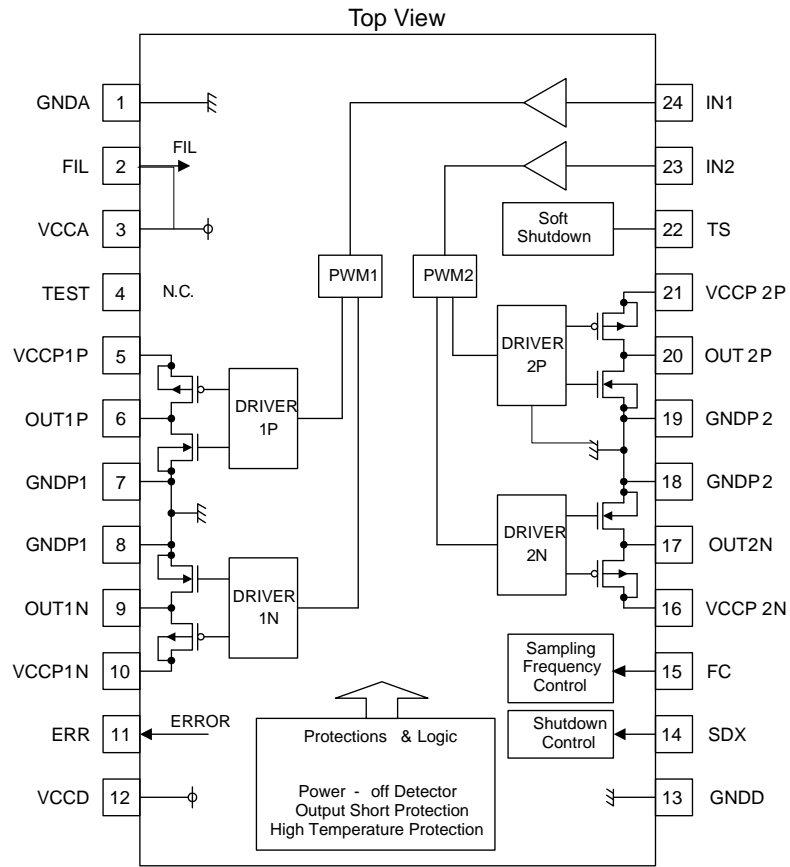 Top View
GNDA 1
24 IN1
FIL 2 FIL
23 IN2
VCCA 3
Soft
Shutdown
22 TS
TEST 4 N.C.
PWM1
PWM2
21 VCCP 2P
VCCP1P 5
DRIVER
2P
20 OUT 2P
OUT1P 6
DRIVER
1P
19 GNDP 2
GNDP1 7
18 GNDP 2
GNDP1 8
DRIVER
2N
17 OUT2N
OUT1N 9
DRIVER
1N
16 VCCP 2N
VCCP1N 10
Sampling
Frequency
Control
15 FC
ERR 11 ERROR
Protections & Logic
Power - off Detector
Output Short Protection
High Temperature Protection
Shutdown
Control
14 SDX
VCCD 12
13 GNDD